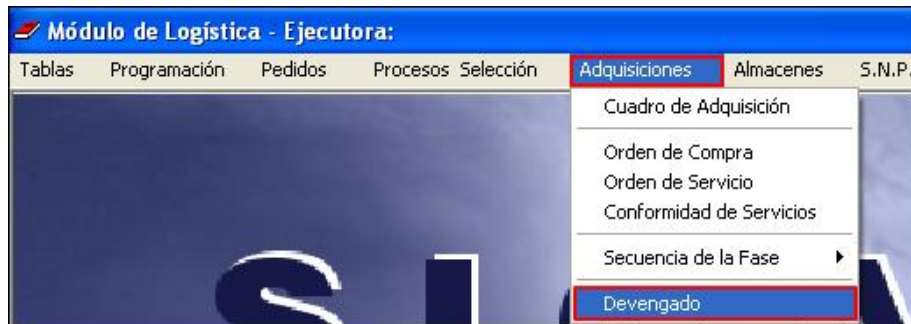 Módulo de Logística - Ejecutora:
Tablas Programación Pedidos Procesos Selección Adquisiciones Almacenes S.N.P.
Cuadro de Adquisición
Orden de Compra
Orden de Servicio
Conformidad de Servicios
Secuencia de la Fase
Devengado